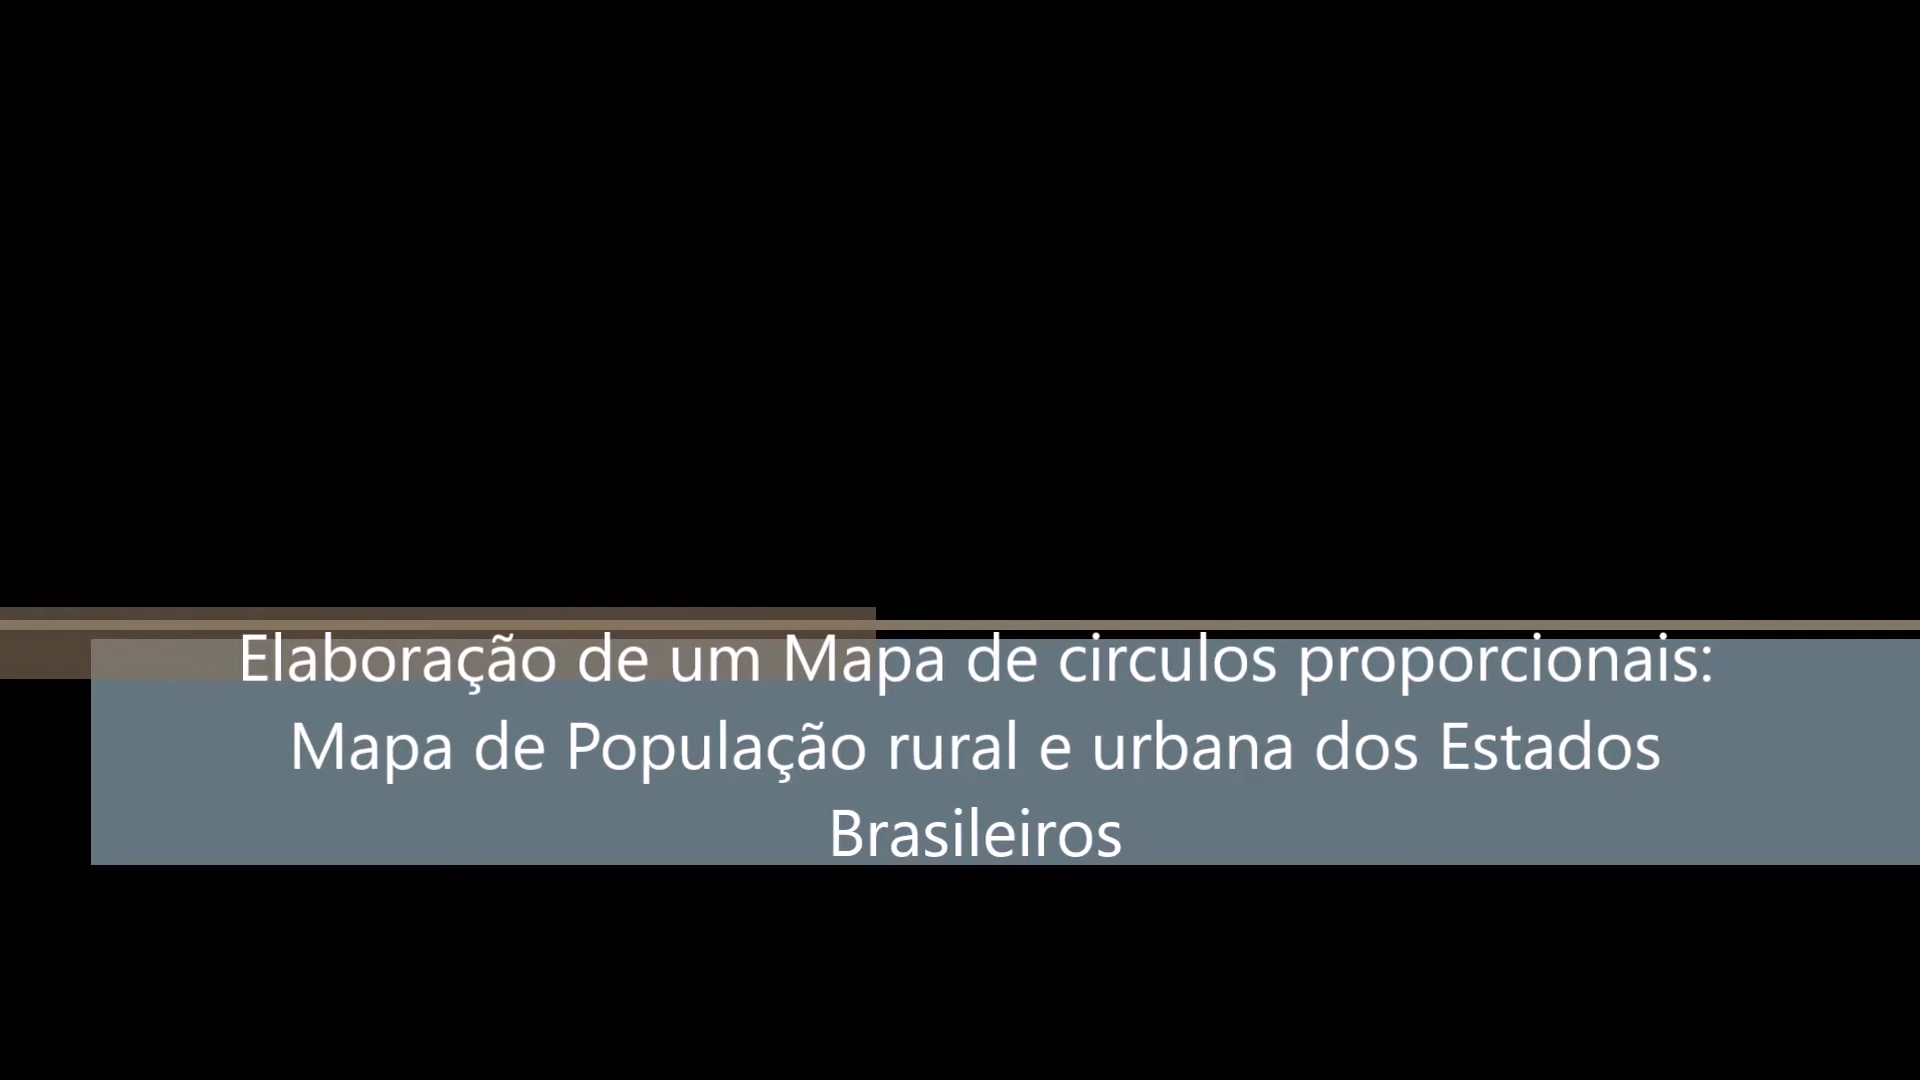 Elaboração de um Mapa de circulos proporcionais:
Mapa de População rural e urbana dos Estados
Brasileiros